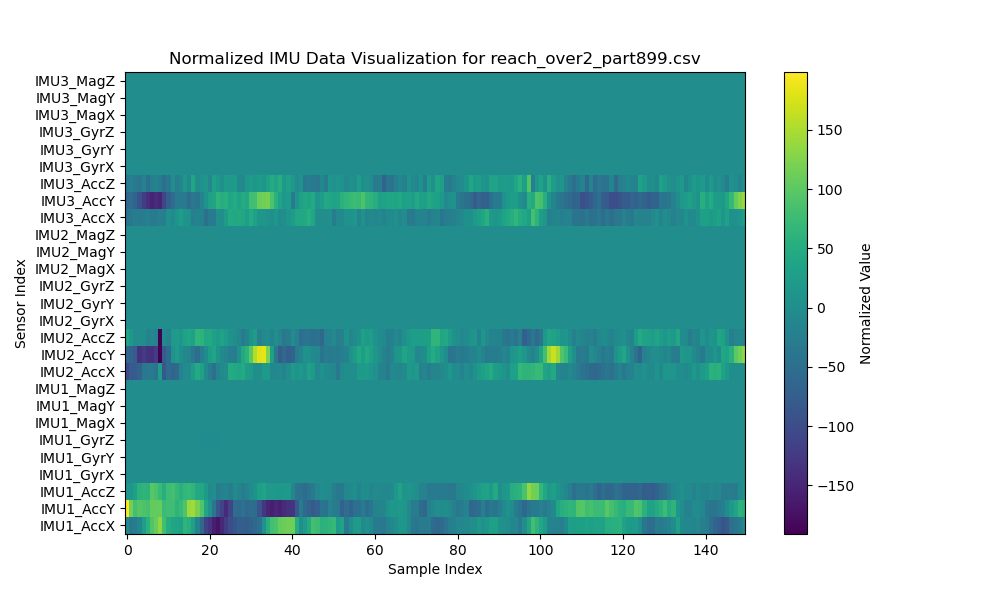 Normalized IMU Data Visualization for reach_over2_part899.csv
IMU3_MagZ
IMU3_MagY
IMU3_MagX
IMU3_GyrZ
IMU3_GyrY
IMU3_GyrX
IMU3_AccZ
IMU3_AccY
IMU3_AccX
IMU2_MagZ
IMU2_MagY
IMU2_MagX
IMU2_GyrZ
IMU2_GyrY
IMU2_GyrX
IMU2_AccZ
IMU2_AccY
IMU2_AccX
IMU1_MagZ
IMU1_MagY
IMU1_MagX
IMU1_GyrZ
IMU1_GyrY
IMU1_GyrX
IMU1_AccZ
IMU1_AccY
IMU1_AccX
Sensor Index
0 20 40 60 80 100 120 140
Sample Index
150
100
50
0
−50
−100
−150
Normalized Value